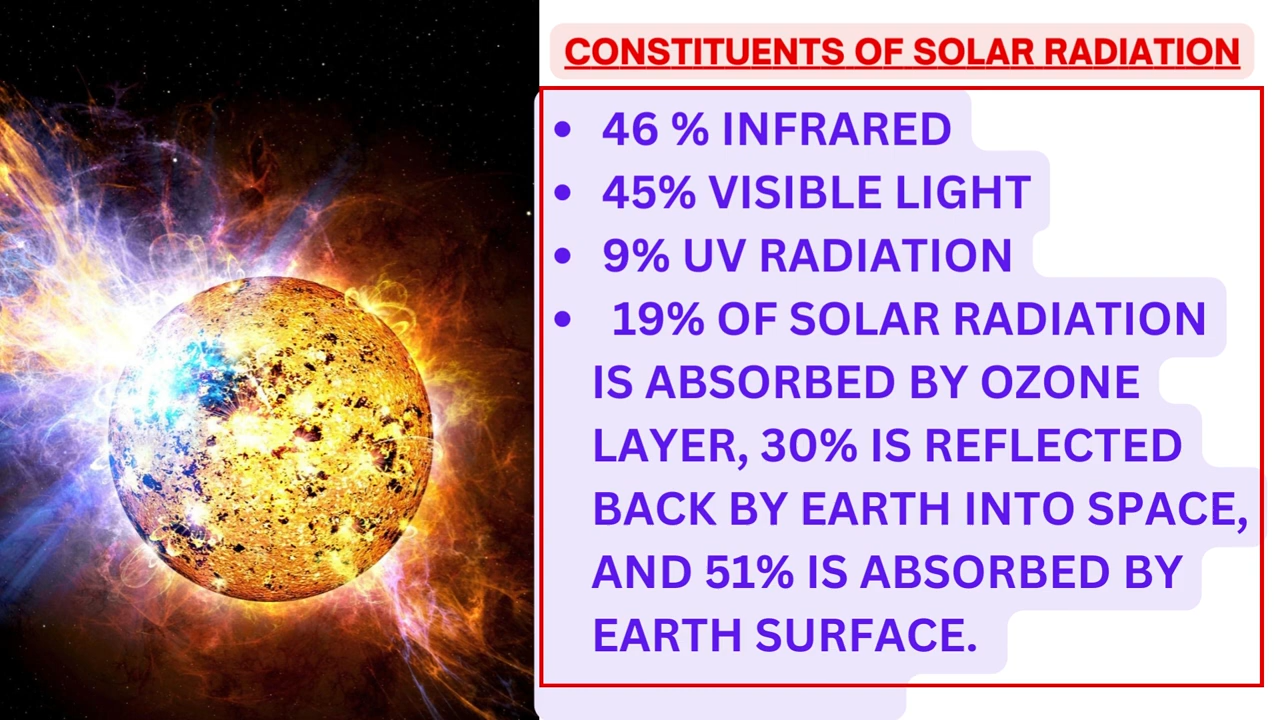 CONSTITUENTS OF SOLAR RADIATION
• 46 % INFRARED
• 45% VISIBLE LIGHT
• 9% UV RADIATION
• 19% OF SOLAR RADIATION
IS ABSORBED BY OZONE
LAYER, 30% IS REFLECTED
BACK BY EARTH INTO SPACE,
AND 51% IS ABSORBED BY
EARTH SURFACE.